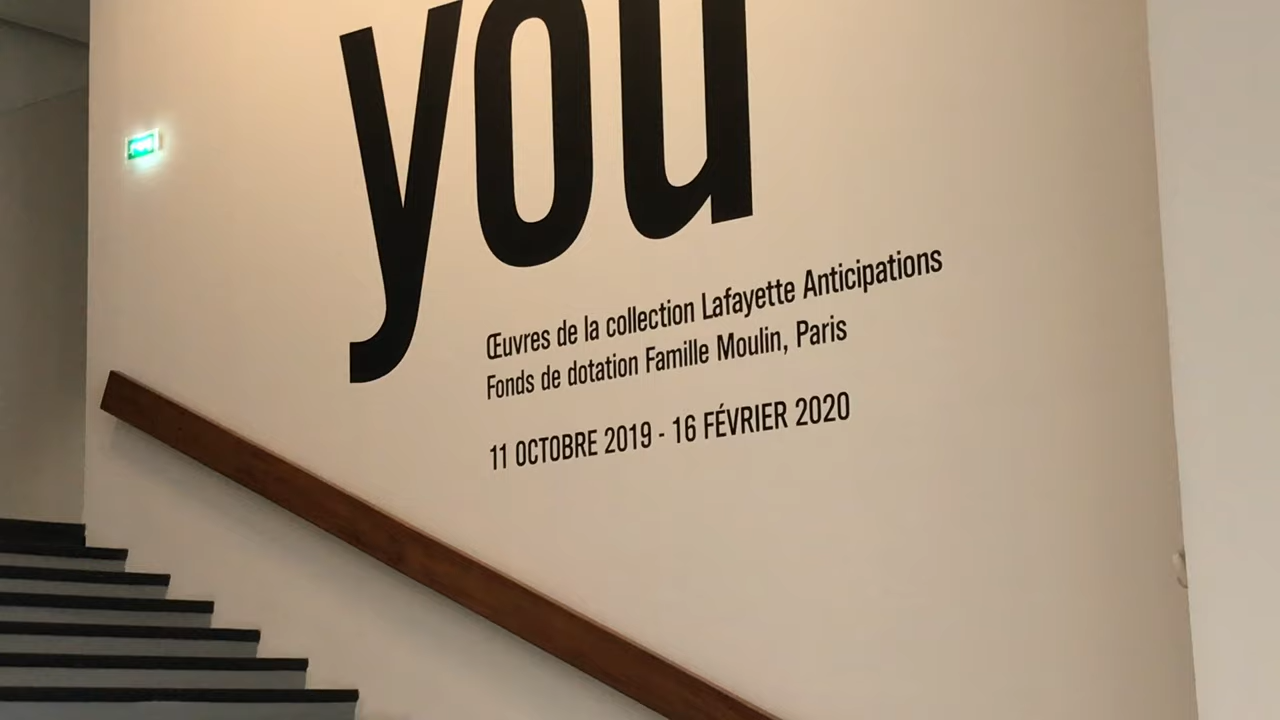 you
Œuvres de la collection Lafayette Anticipations
Fonds de dotation Famille Moulin, Paris
11 OCTOBRE 2019 - 16 FÉVRIER 2020